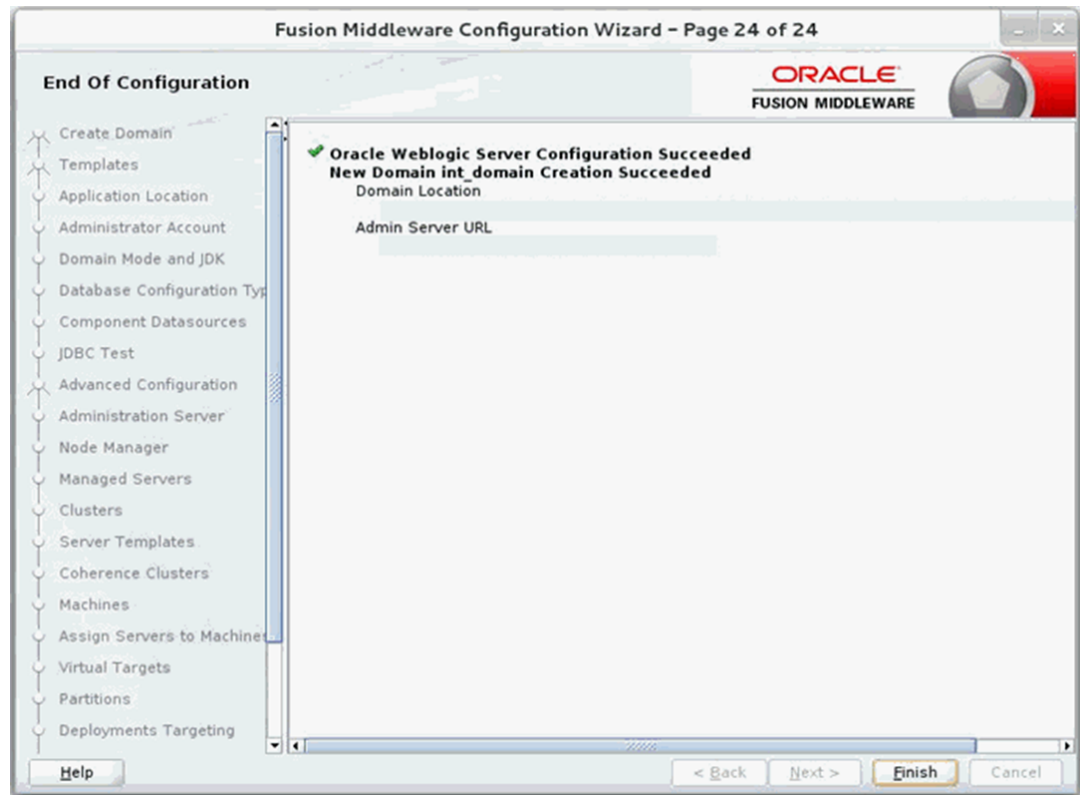 Fusion Middleware Configuration Wizard – Page 24 of 24
End Of Configuration
ORACLE
FUSION MIDDLEWARE
Create Domain
Templates
Application Location
Administrator Account
Domain Mode and JDK
Database Configuration Typ
Component Datasources
JDBC Test
Advanced Configuration
Administration Server
Node Manager
Managed Servers
Clusters
Server Templates
Coherence Clusters
Machines
Assign Servers to Machines
Virtual Targets
Partitions
Deployments Targeting
Oracle Weblogic Server Configuration Succeeded
New Domain int_domain Creation Succeeded
Domain Location
Admin Server URL
Help
< Back
Next >
Finish
Cancel